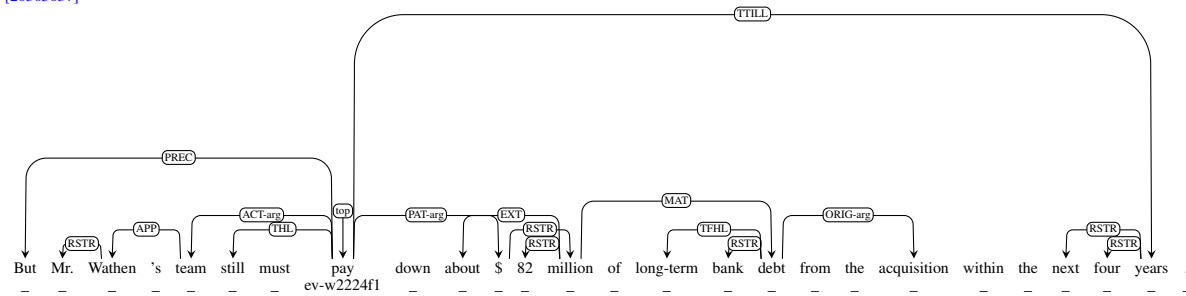 TTILL
PREC
MAT
top
ACT-arg PAT-arg EXT ORIG-arg
APP THL RSTR TFHL RSTR
RSTR RSTR RSTR RSTR
But Mr. Wathen 's team still must pay down about $ 82 million of long-term bank debt from the acquisition within the next four years
_ _ _ _ _ _ _ ev-w2224f1 _ _ _ _ _ _ _ _ _ _ _ _ _ _ _ _ _